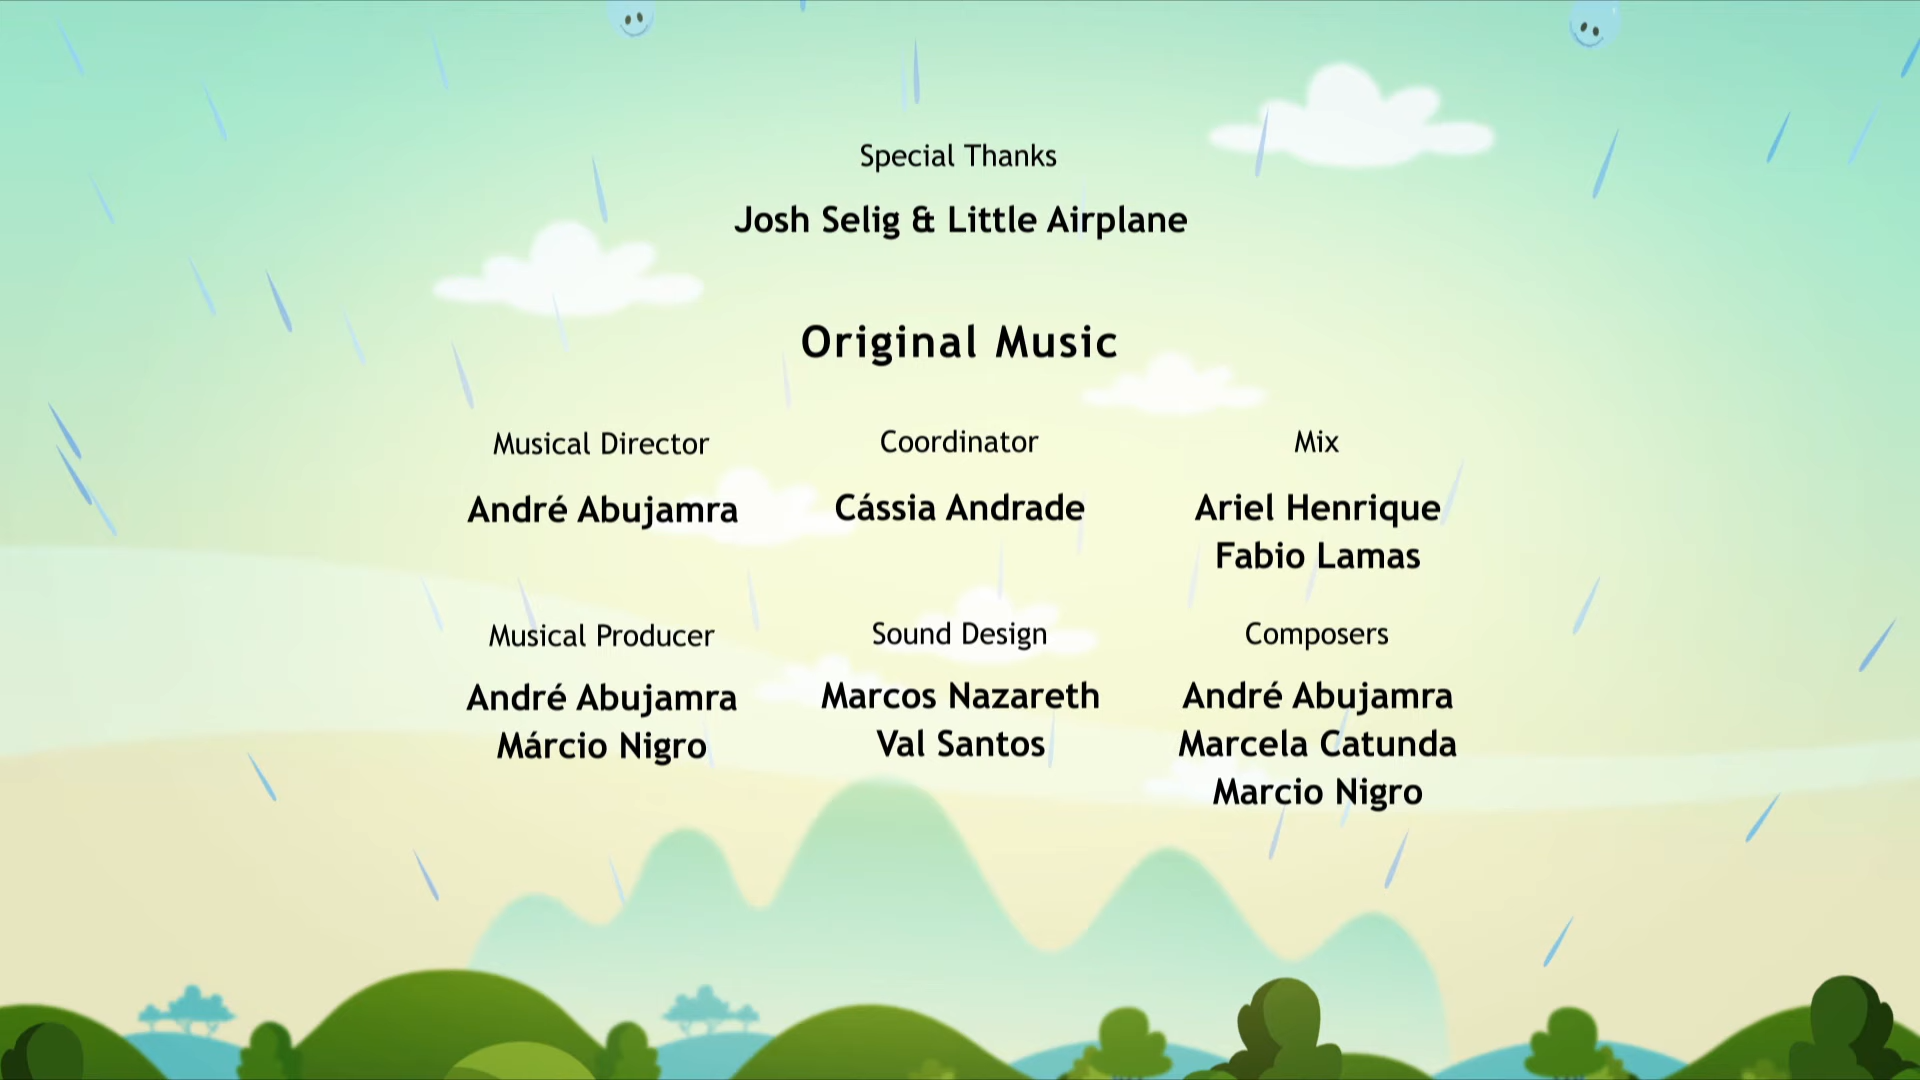 Special Thanks
Josh Selig & Little Airplane
Original Music
Musical Director
André Abujamra
Coordinator
Cássia Andrade
Mix
Ariel Henrique
Fabio Lamas
Musical Producer
André Abujamra
Márcio Nigro
Sound Design
Marcos Nazareth
Val Santos
Composers
André Abujamra
Marcela Catunda
Marcio Nigro